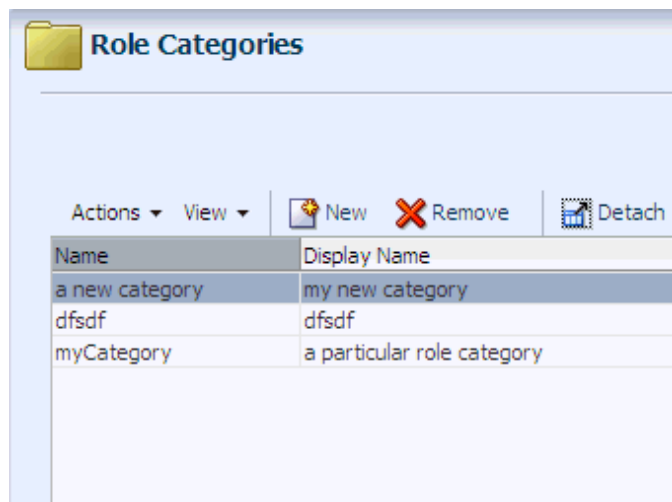 Role Categories
Actions View New Remove Detach
Name Display Name
a new category my new category
dfsdf dfsdf
myCategory a particular role category